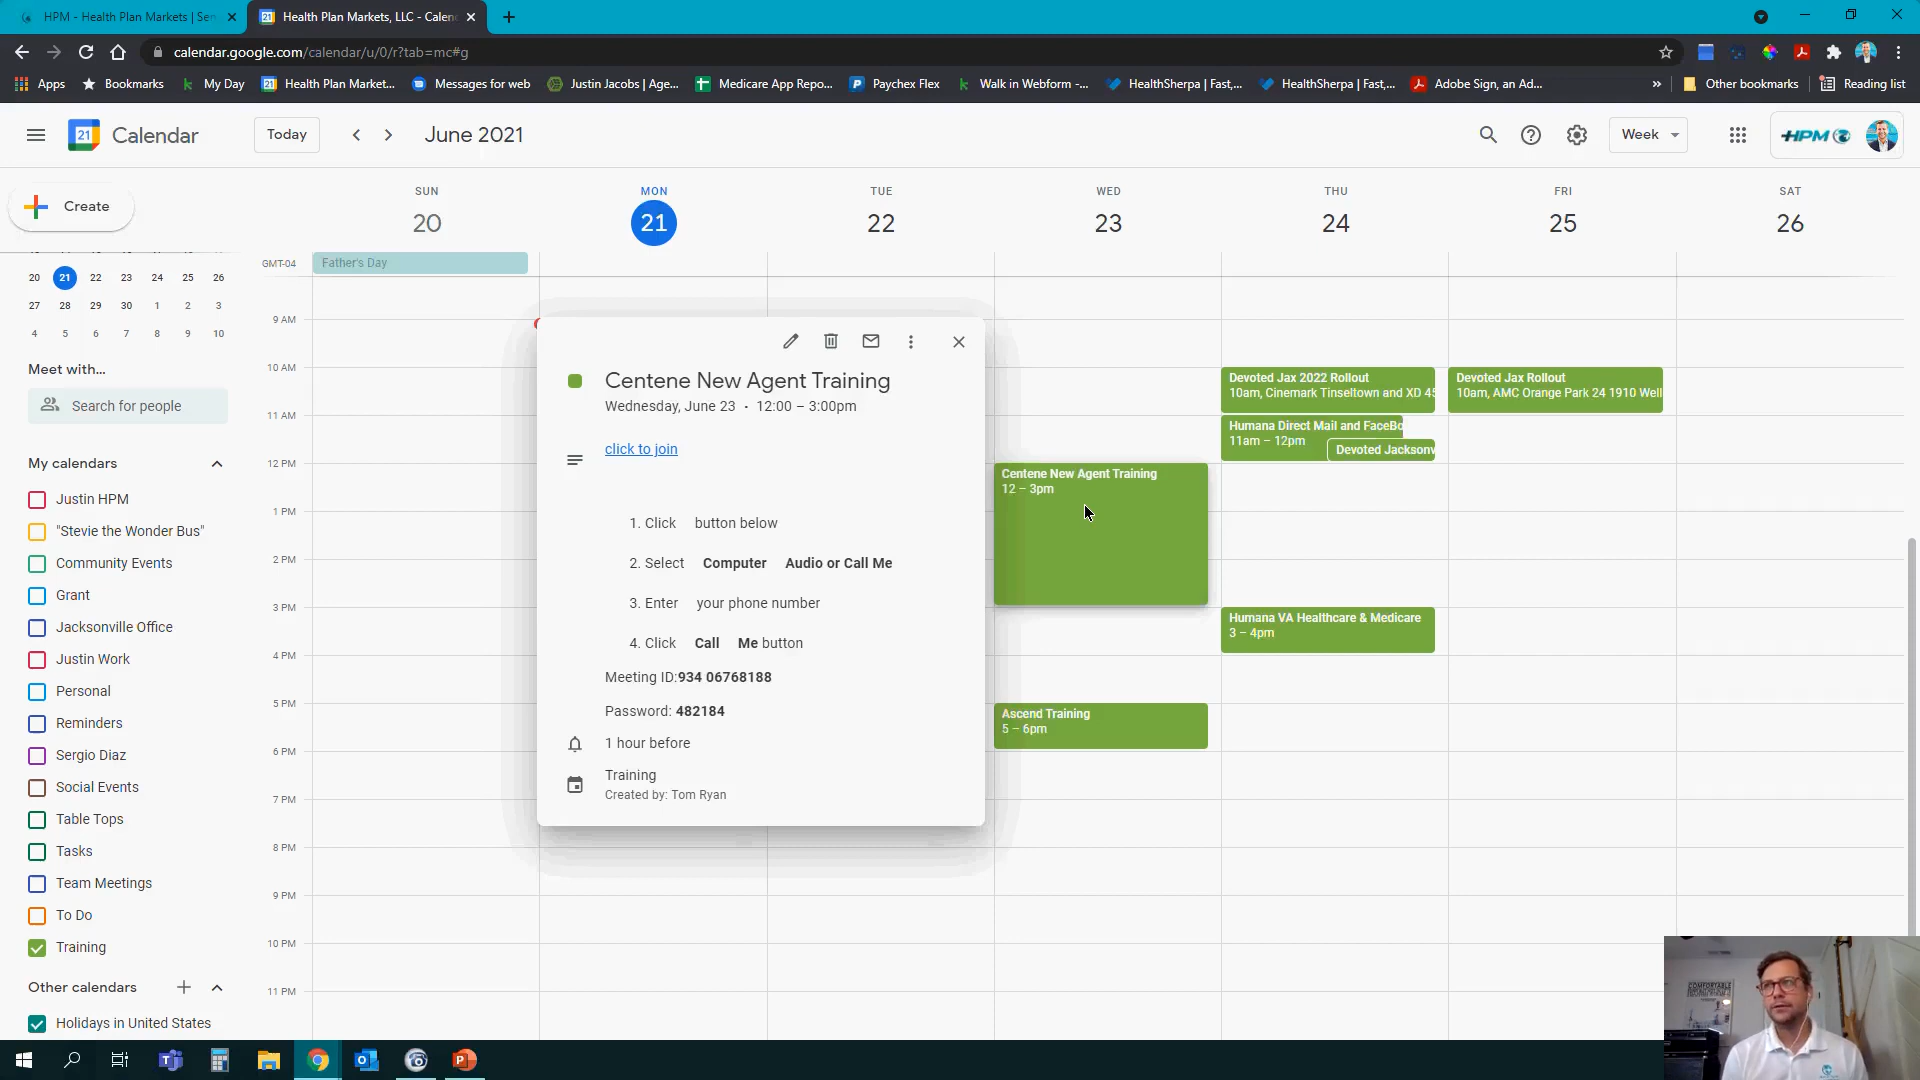 HPM - Health Plan Markets | Sen
Health Plan Markets, LLC - Calen
calendar.google.com/calendar/u/0/r?tab=mc#g
Apps
Bookmarks
My Day
Health Plan Market...
Messages for web
Justin Jacobs | Age...
Medicare App Repo...
Paychex Flex
Walk in Webform -...
HealthSherpa | Fast,...
HealthSherpa | Fast,...
Adobe Sign, an Ad...
»
Other bookmarks
Reading list
21
Calendar
Today
June 2021
Week
HPM
Create
SUN
20
MON
21
TUE
22
WED
23
THU
24
FRI
25
SAT
26
GMT-04
Father's Day
20 21 22 23 24 25 26
27 28 29 30 1 2 3
4 5 6 7 8 9 10
Meet with...
Search for people
My calendars
Justin HPM
"Stevie the Wonder Bus"
Community Events
Grant
Jacksonville Office
Justin Work
Personal
Reminders
Sergio Diaz
Social Events
Table Tops
Tasks
Team Meetings
To Do
Training
Other calendars
Holidays in United States
9 AM
10 AM
11 AM
12 PM
1 PM
2 PM
3 PM
4 PM
5 PM
6 PM
7 PM
8 PM
9 PM
10 PM
11 PM
Centene New Agent Training
Wednesday, June 23 • 12:00 – 3:00pm
click to join
1. Click button below
2. Select Computer Audio or Call Me
3. Enter your phone number
4. Click Call Me button
Meeting ID:934 06768188
Password: 482184
1 hour before
Training
Created by: Tom Ryan
Centene New Agent Training
12 – 3pm
Ascend Training
5 – 6pm
Devoted Jax 2022 Rollout
10am, Cinemark Tinseltown and XD 45
Humana Direct Mail and FaceBo
11am – 12pm
Devoted Jacksonv
Humana VA Healthcare & Medicare
3 – 4pm
Devoted Jax Rollout
10am, AMC Orange Park 24 1910 Well
COMFORTABLE